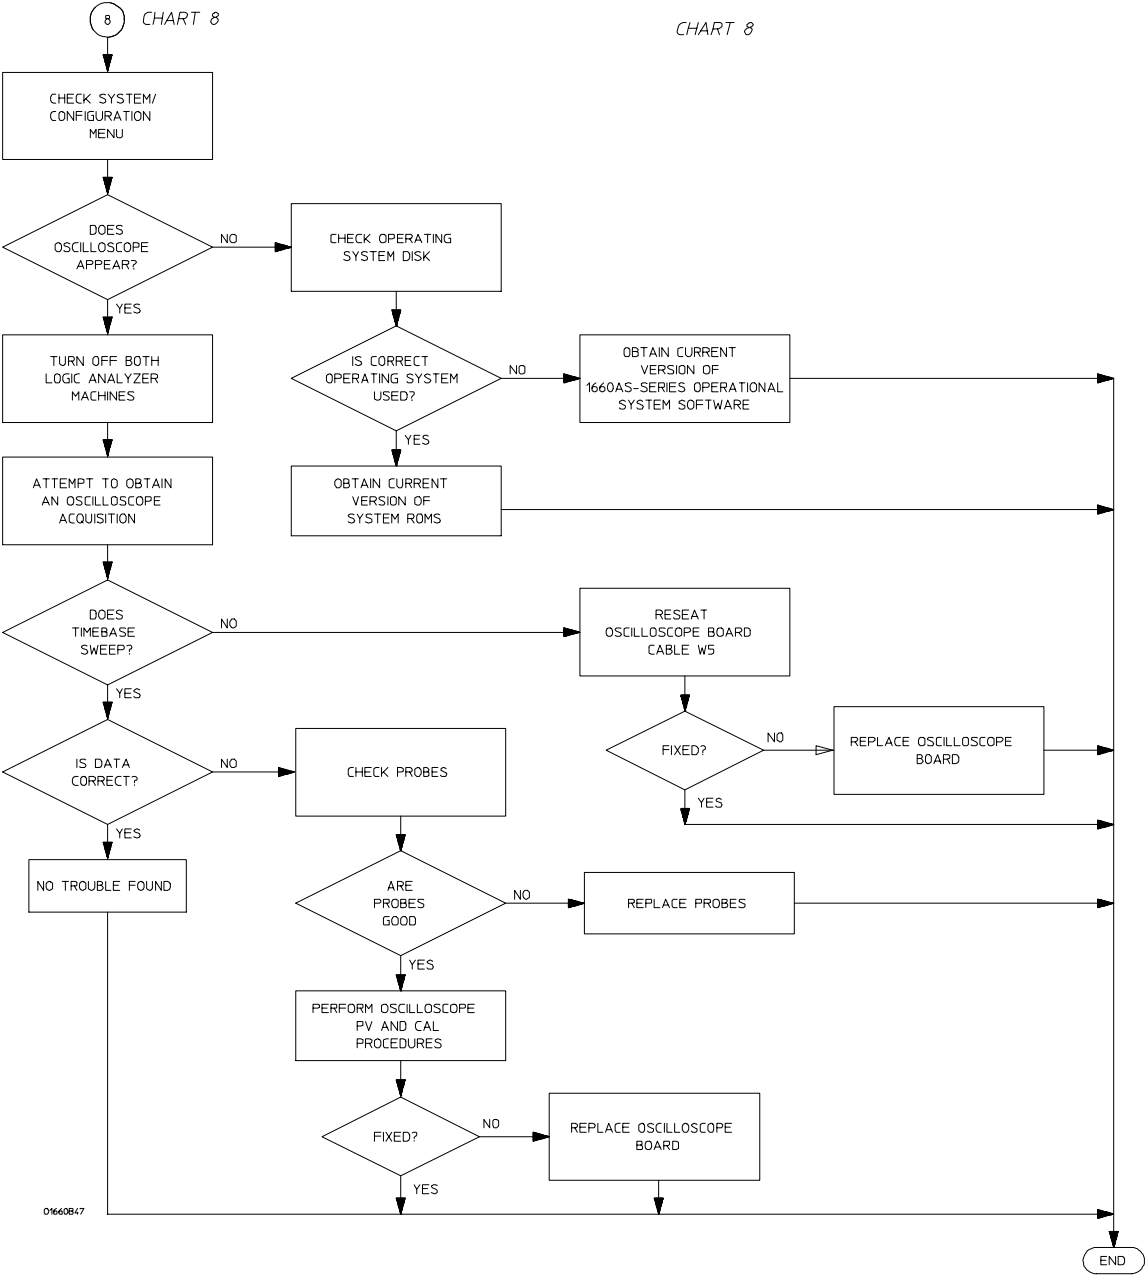 8
CHART 8
CHART 8
CHECK SYSTEM/
CONFIGURATION
MENU
DOES
OSCILLOSCOPE
APPEAR?
NO
YES
CHECK OPERATING
SYSTEM DISK
TURN OFF BOTH
LOGIC ANALYZER
MACHINES
IS CORRECT
OPERATING SYSTEM
USED?
NO
YES
OBTAIN CURRENT
VERSION OF
1660AS-SERIES OPERATIONAL
SYSTEM SOFTWARE
ATTEMPT TO OBTAIN
AN OSCILLOSCOPE
ACQUISITION
OBTAIN CURRENT
VERSION OF
SYSTEM ROMS
DOES
TIMEBASE
SWEEP?
NO
YES
RESEAT
OSCILLOSCOPE BOARD
CABLE W5
FIXED?
NO
YES
REPLACE OSCILLOSCOPE
BOARD
IS DATA
CORRECT?
NO
YES
CHECK PROBES
NO TROUBLE FOUND
ARE
PROBES
GOOD
NO
YES
REPLACE PROBES
PERFORM OSCILLOSCOPE
PV AND CAL
PROCEDURES
FIXED?
NO
YES
REPLACE OSCILLOSCOPE
BOARD
01660B47
END